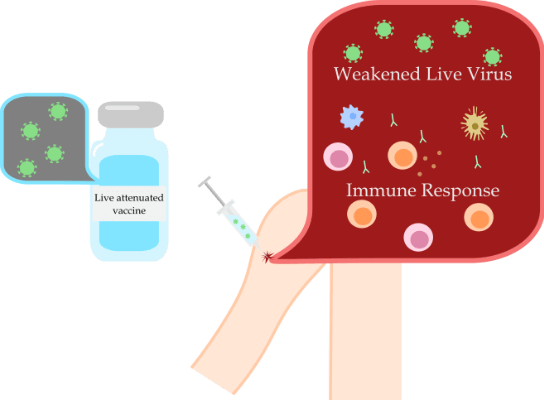 Weakened Live Virus
Live attenuated
vaccine
Immune Response